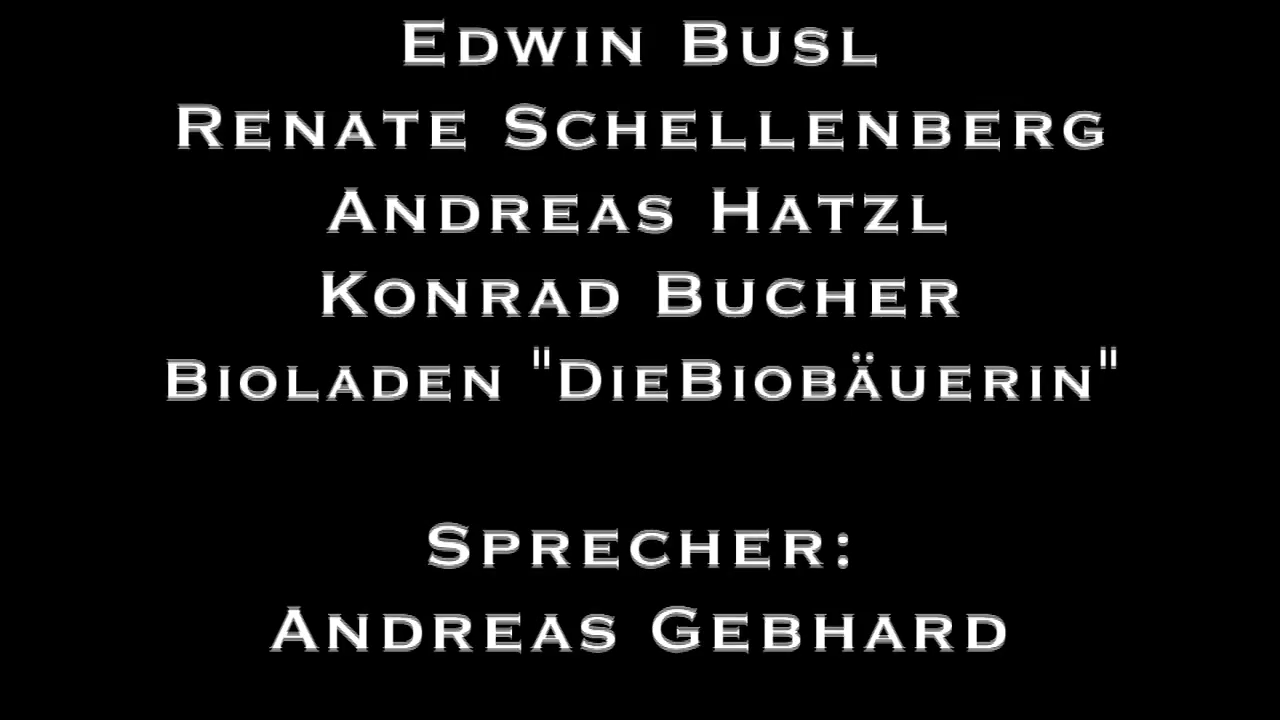 Edwin Busl
Renate Schellenberg
Andreas Hatzl
Konrad Bucher
Bioladen "DieBiobäuerin"
Sprecher:
Andreas Gebhard